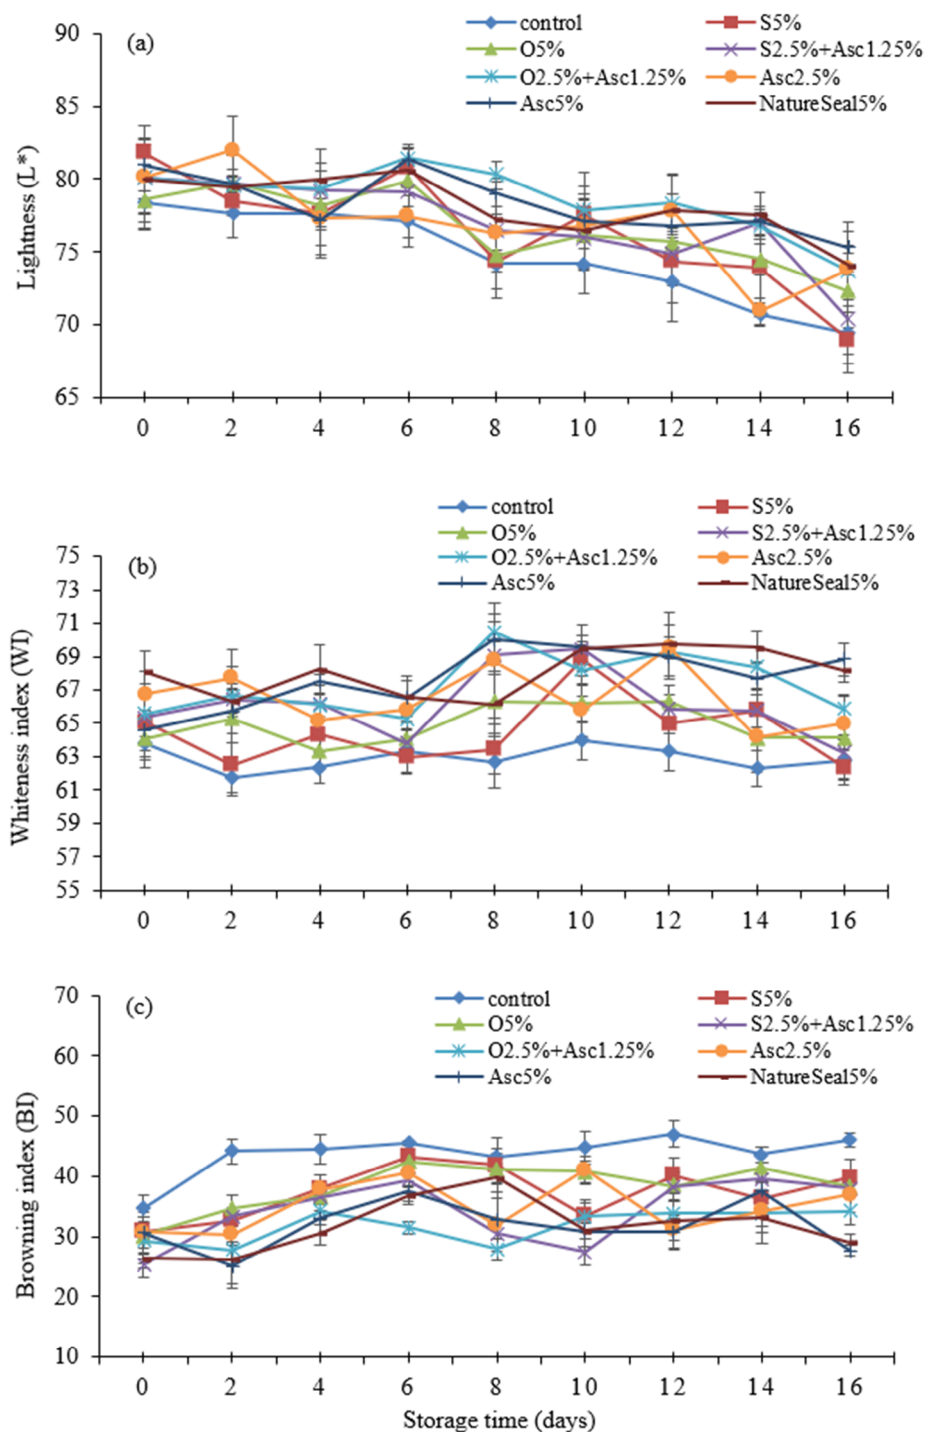 (a)
control S5%
O5% S2.5%+Asc1.25%
O2.5%+Asc1.25% Asc2.5%
Asc5% NatureSeal5%
Lightness (L*)
90
85
80
75
70
65
0 2 4 6 8 10 12 14 16
(b)
control S5%
O5% S2.5%+Asc1.25%
O2.5%+Asc1.25% Asc2.5%
Asc5% NatureSeal5%
Whiteness index (WI)
75
73
71
69
67
65
63
61
59
57
55
0 2 4 6 8 10 12 14 16
(c)
control S5%
O5% S2.5%+Asc1.25%
O2.5%+Asc1.25% Asc2.5%
Asc5% NatureSeal5%
Browning index (BI)
70
60
50
40
30
20
10
0 2 4 6 8 10 12 14 16
Storage time (days)